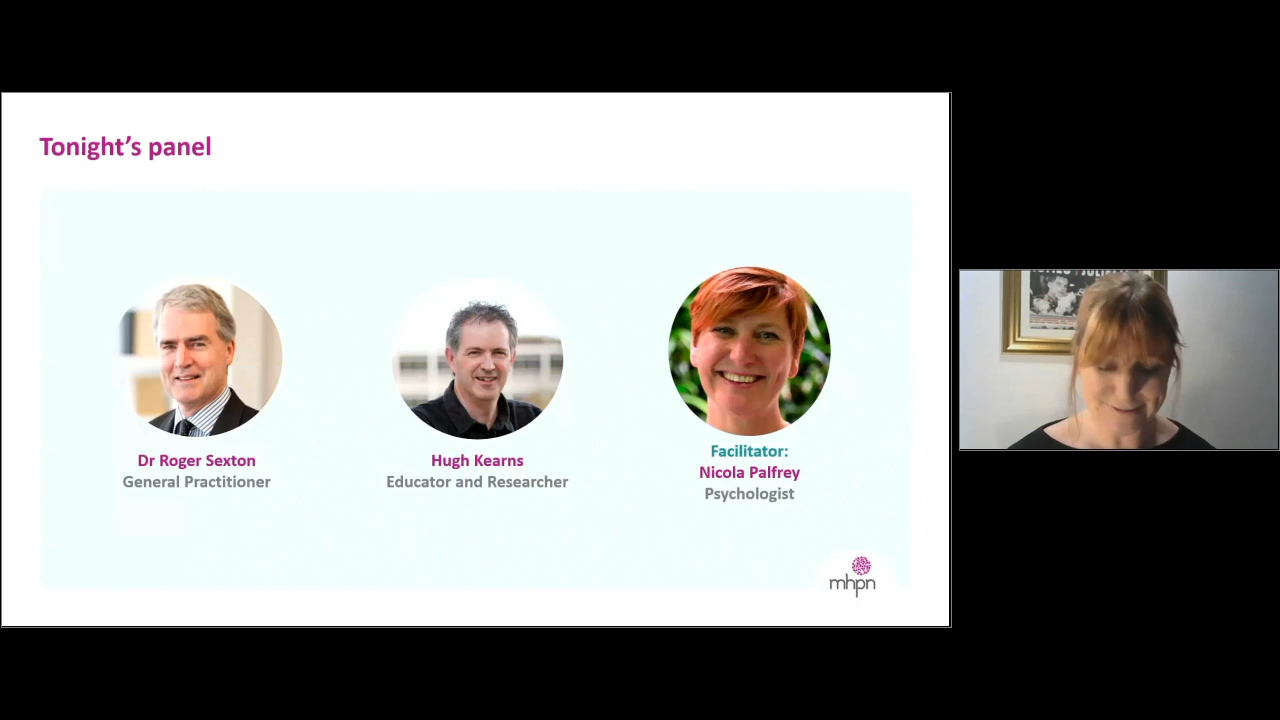 Tonight's panel
Dr Roger Sexton
General Practitioner
Hugh Kearns
Educator and Researcher
Facilitator:
Nicola Palfrey
Psychologist
mhpn